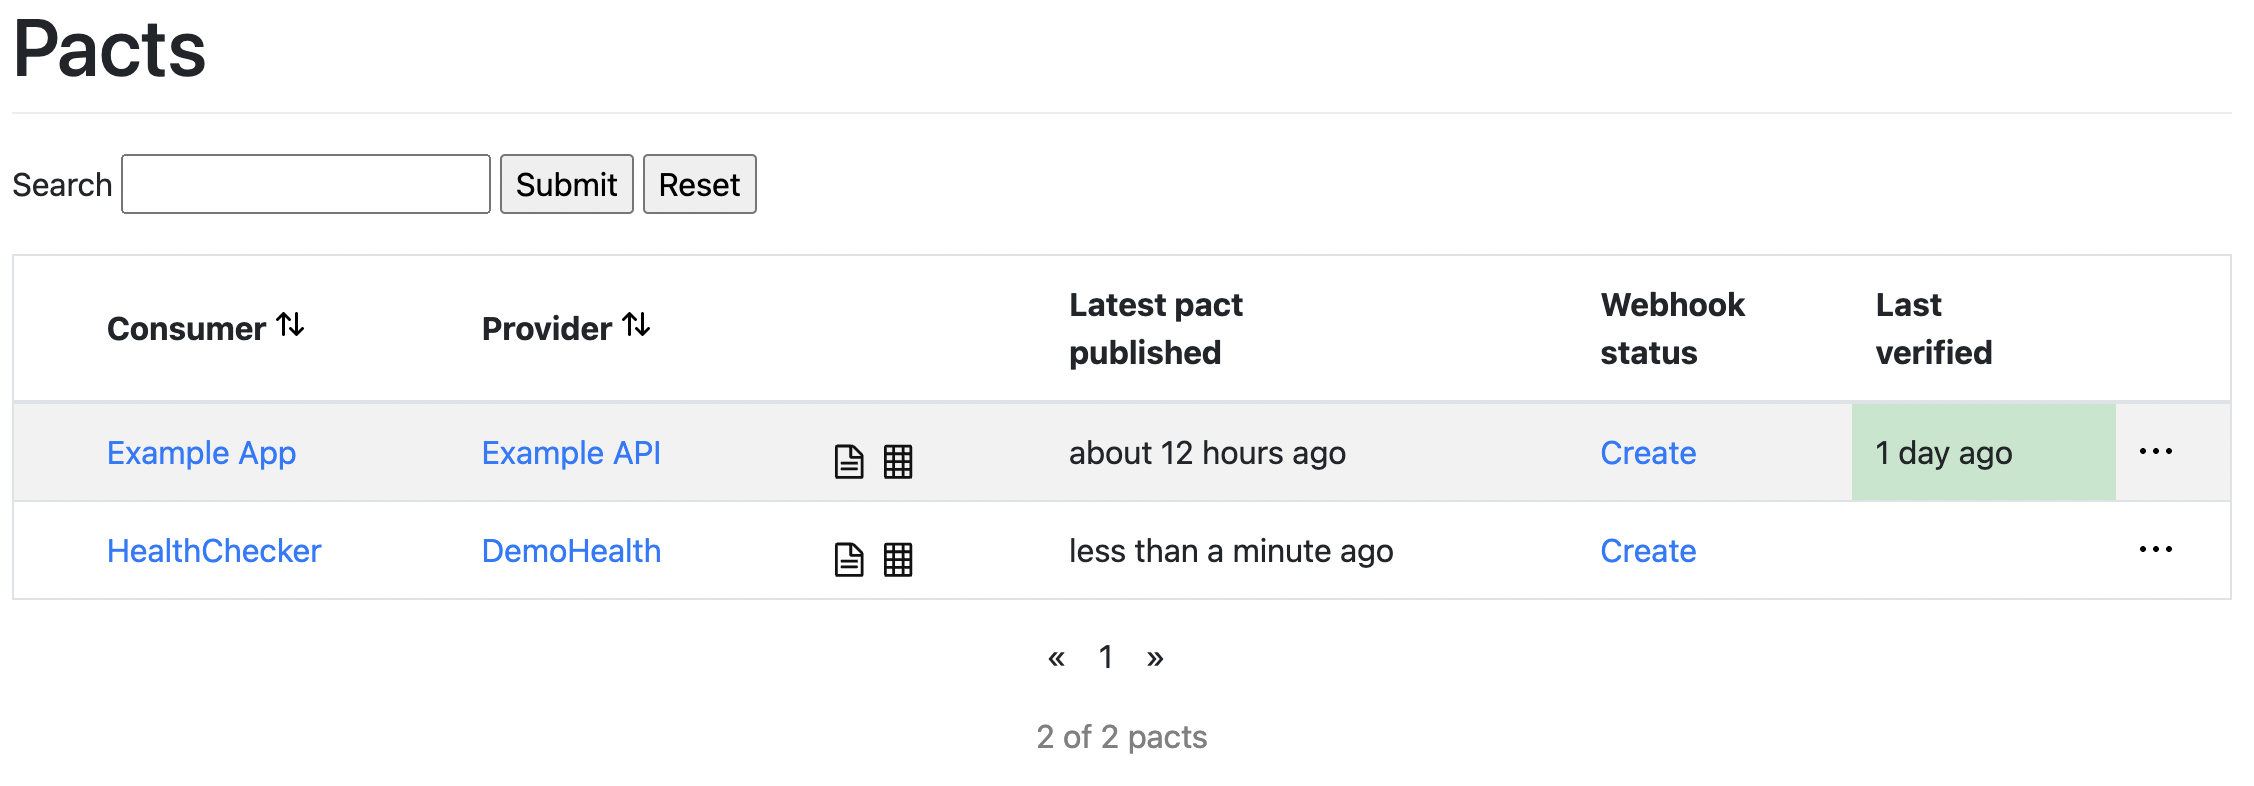 Pacts
Search Submit Reset
Consumer Provider Latest pact published Webhook status Last verified
Example App Example API about 12 hours ago Create 1 day ago ...
HealthChecker DemoHealth less than a minute ago Create ...
« 1 »
2 of 2 pacts